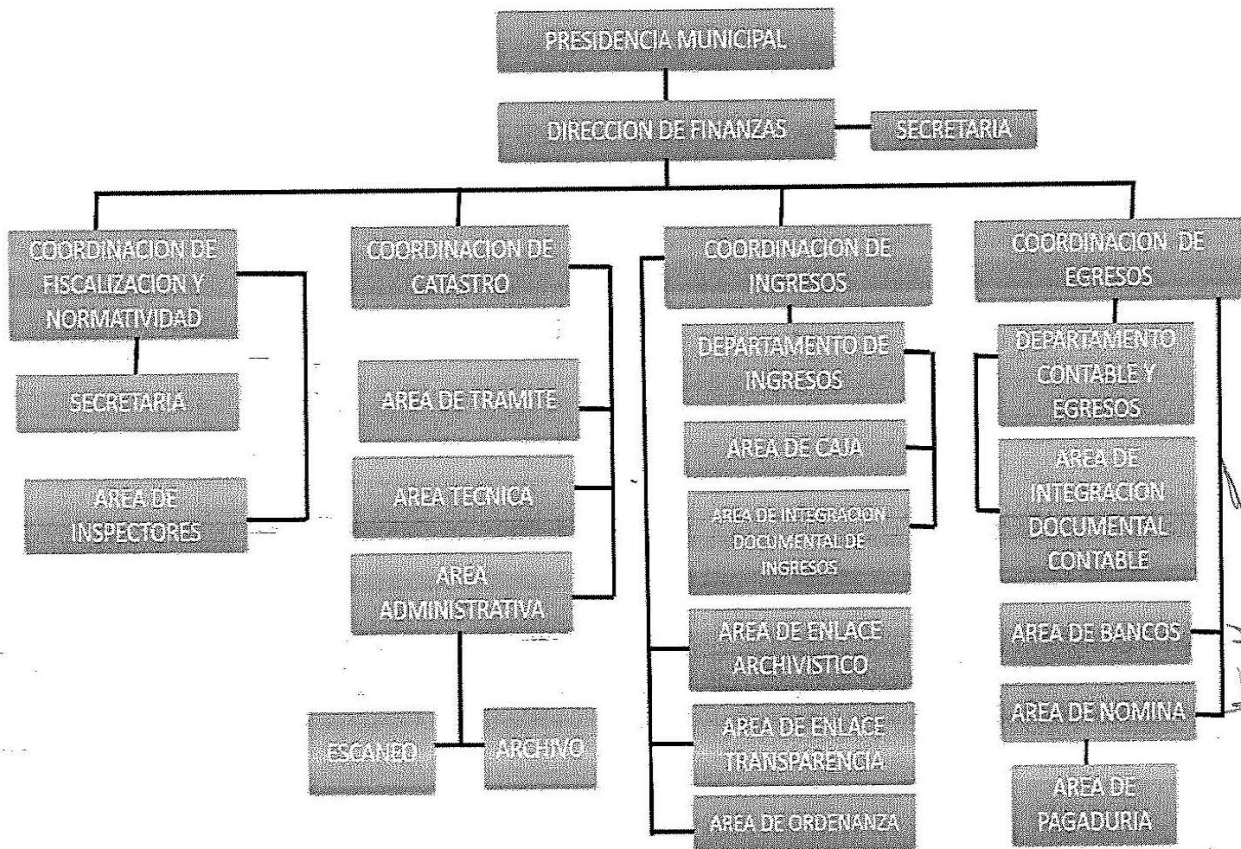 PRESIDENCIA MUNICIPAL
DIRECCION DE FINANZAS
SECRETARIA
COORDINACION DE
FISCALIZACION Y
NORMATIVIDAD
SECRETARIA
AREA DE
INSPECTORES
COORDINACION DE
CATASTRO
AREA DE TRAMITE
AREA TECNICA
AREA
ADMINISTRATIVA
ESCANEO
ARCHIVO
COORDINACION DE
INGRESOS
DEPARTAMENTO DE
INGRESOS
AREA DE CAJA
AREA DE INTEGRACION
DOCUMENTAL DE
INGRESOS
AREA DE ENLACE
ARCHIVISTICO
AREA DE ENLACE
TRANSPARENCIA
AREA DE ORDENANZA
COORDINACION DE
EGRESOS
DEPARTAMENTO
CONTABLE Y
EGRESOS
AREA DE
INTEGRACION
DOCUMENTAL
CONTABLE
AREA DE BANCOS
AREA DE NOMINA
AREA DE
PAGADURIA